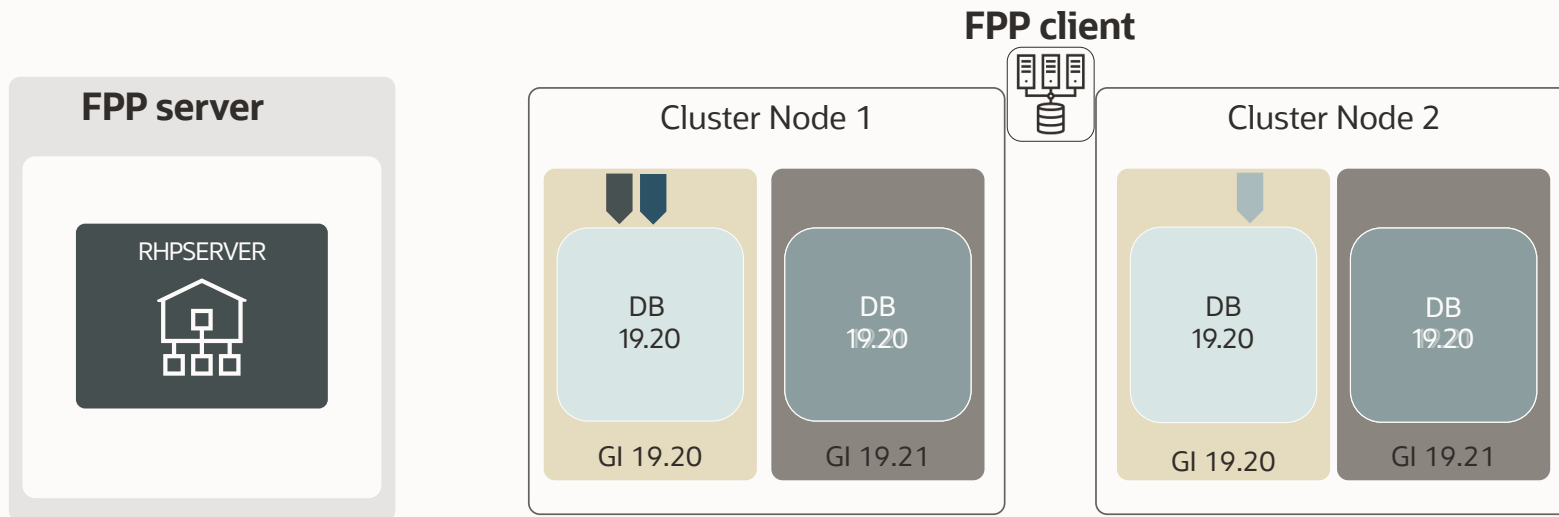 FPP client
FPP server
Cluster Node 1
Cluster Node 2
RHPSERVER
DB
19.20
DB
19.20
DB
19.20
DB
19.20
GI 19.20
GI 19.21
GI 19.20
GI 19.21